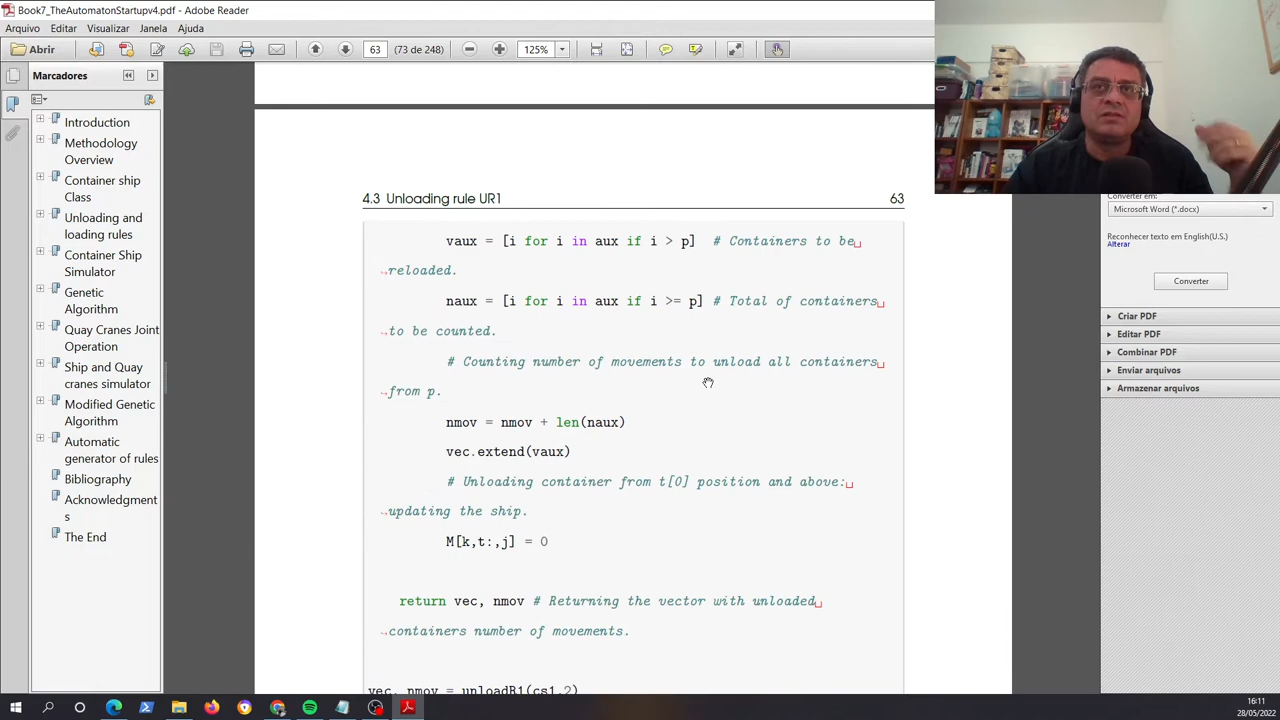 Book7_TheAutomatonStartupv4.pdf - Adobe Reader
Arquivo Editar Visualizar Janela Ajuda
Abrir 63 (73 de 248) 125%
Marcadores
Introduction
Methodology
Overview
Container ship
Class
Unloading and
loading rules
Container Ship
Simulator
Genetic
Algorithm
Quay Cranes Joint
Operation
Ship and Quay
cranes simulator
Modified Genetic
Algorithm
Automatic
generator of rules
Bibliography
Acknowledgment
s
The End
4.3 Unloading rule UR1 63
vaux = [i for i in aux if i > p] # Containers to be
reloaded.
naux = [i for i in aux if i >= p] # Total of containers
to be counted.
# Counting number of movements to unload all containers
from p.
nmov = nmov + len(naux)
vec.extend(vaux)
# Unloading container from t[0] position and above:
updating the ship.
M[k,t:,j] = 0
return vec, nmov # Returning the vector with unloaded
containers number of movements.
vec, nmov = unloadR1(cs1,2)
Converter em:
Microsoft Word (*.docx)
Reconhecer texto em English(U.S.)
Alterar
Converter
Criar PDF
Editar PDF
Combinar PDF
Enviar arquivos
Armazenar arquivos
16:11
28/05/2022